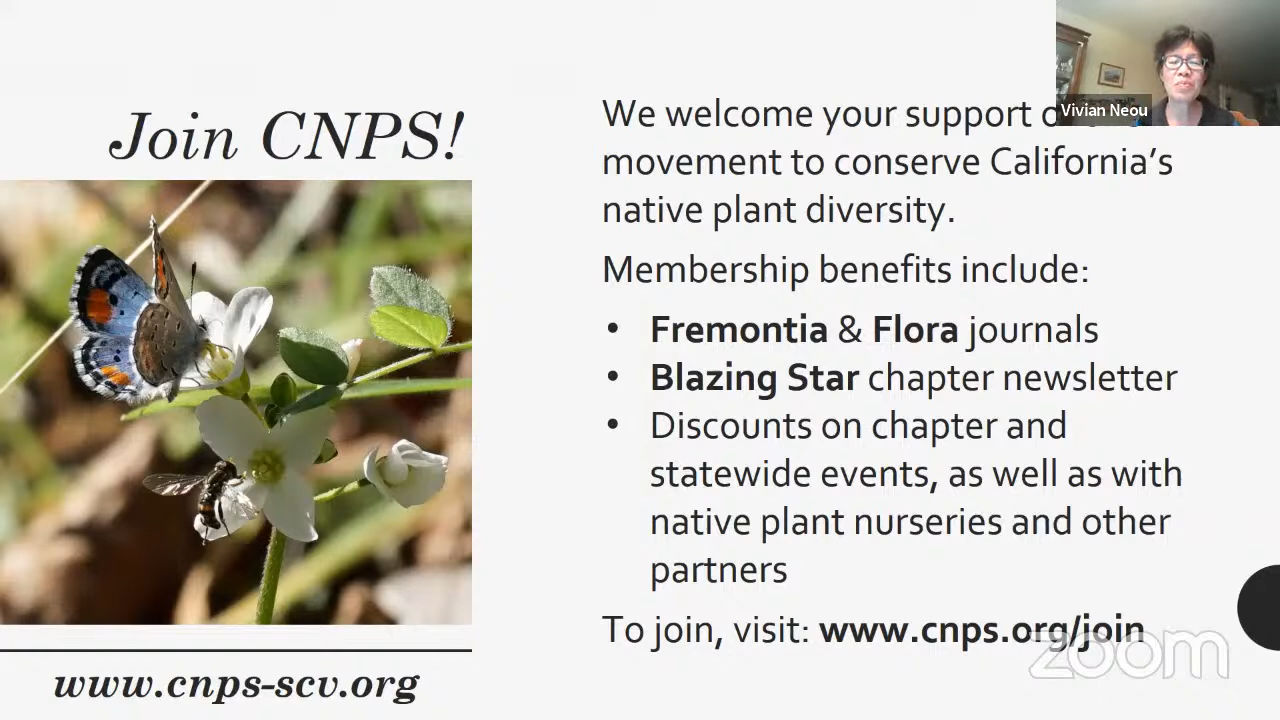 Join CNPS!
We welcome your support
movement to conserve California's
native plant diversity.
Membership benefits include:
• Fremontia & Flora journals
• Blazing Star chapter newsletter
• Discounts on chapter and
statewide events, as well as with
native plant nurseries and other
partners
To join, visit: www.cnps.org/join
www.cnps-scv.org
Vivian Neou
zoom